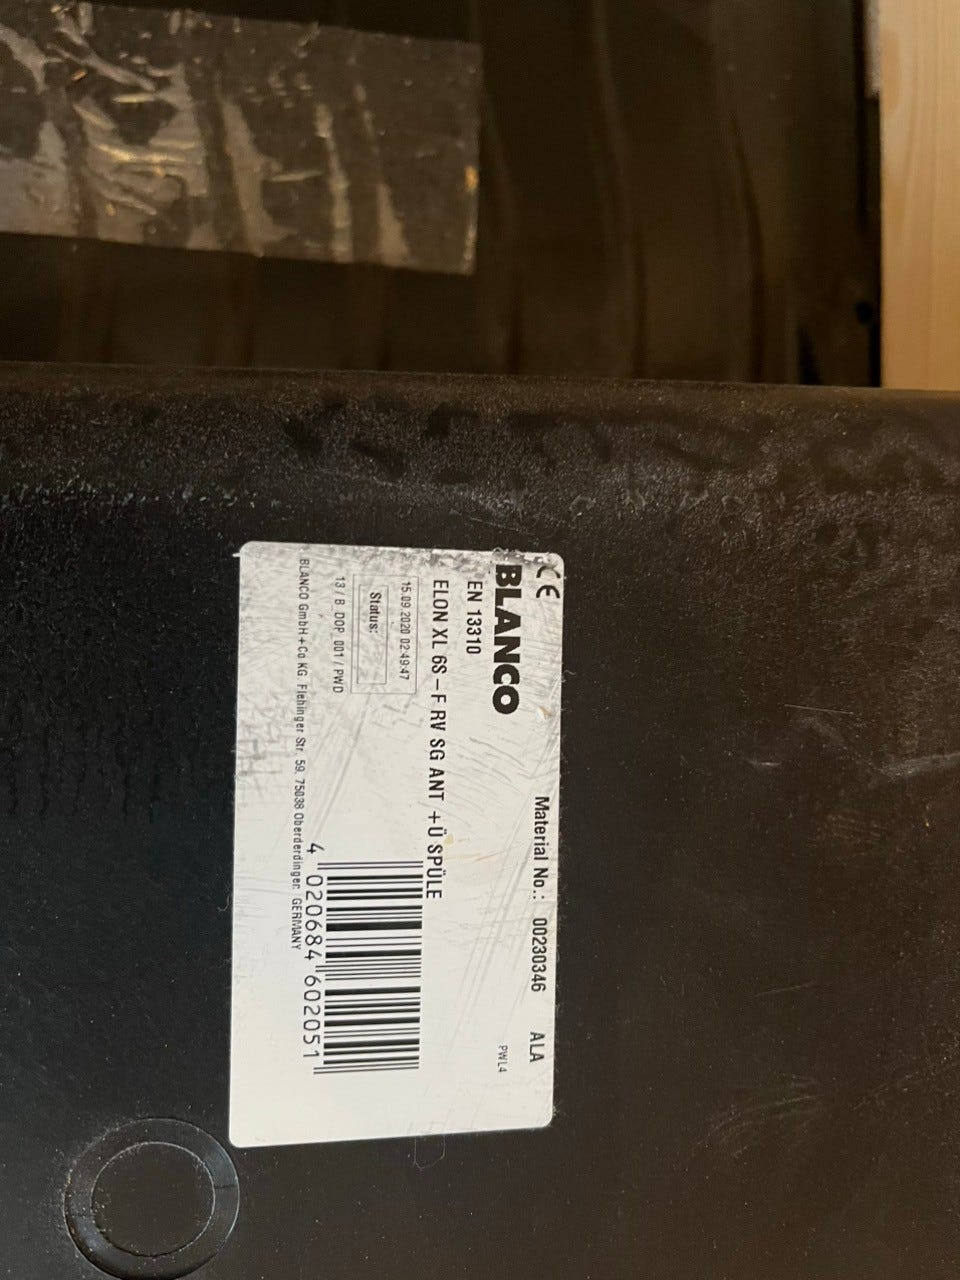 CE Material No.: 00230346 ALA
BLANCO PWL4
EN 13310
ELON XL 6S-F RV SG ANT /+Ü SPÜLE
15.09.2020 02:49:47
Status:
13 / B DOP 001 / PWD
4 020684 602051
BLANCO GmbH+Co KG. Flehinger Str. 59. 75038 Oberderdingen GERMANY